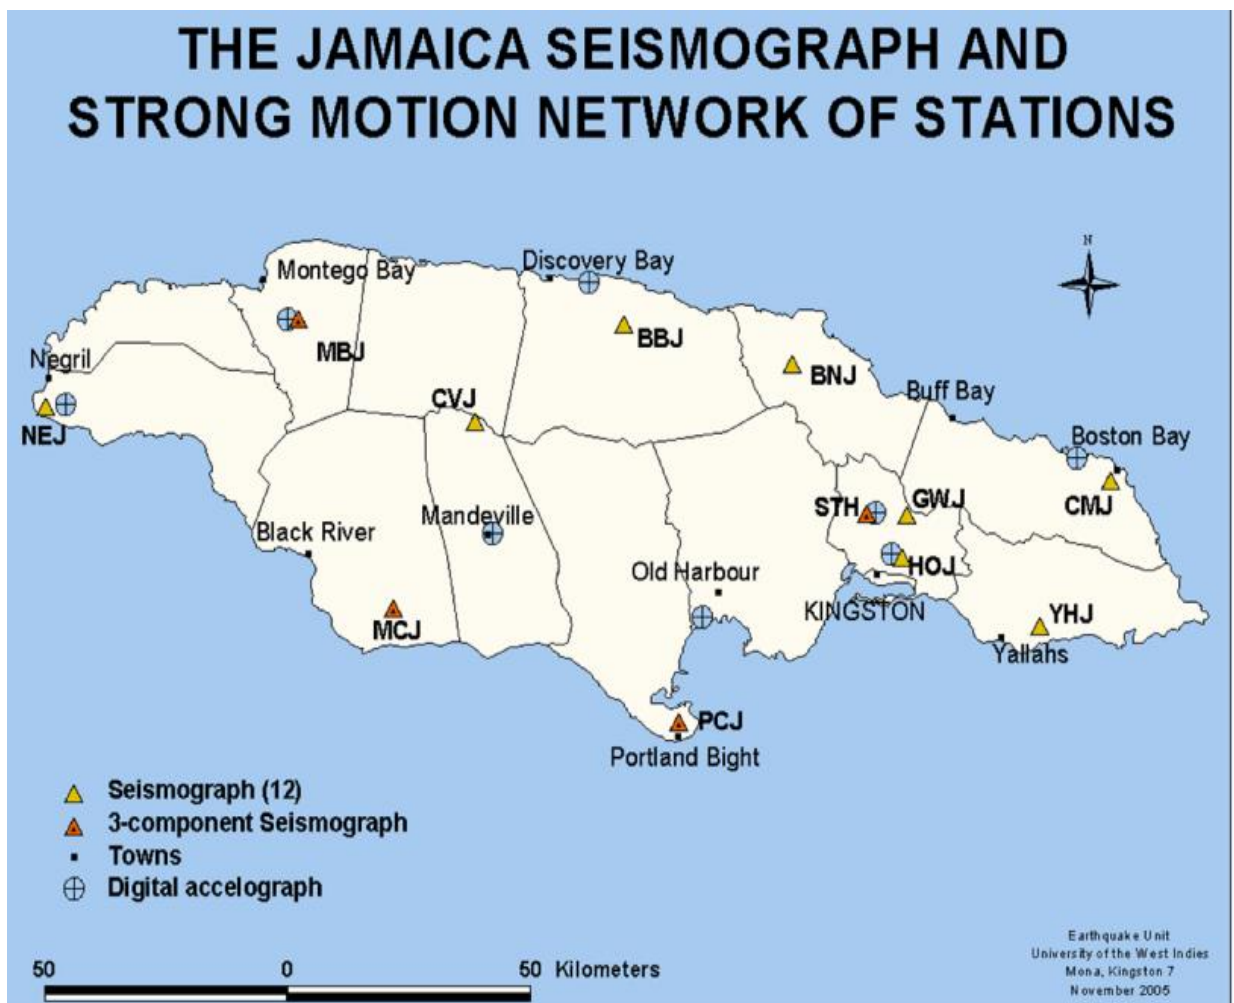 THE JAMAICA SEISMOGRAPH AND
STRONG MOTION NETWORK OF STATIONS
N
Discovery Bay
Montego Bay
BBJ
MBJ
Negril
BNJ
Buff Bay
CVJ
NEJ
Boston Bay
STH
GWJ
CMJ
Mandeville
Black River
HOJ
Old Harbour
KINGSTON
YHJ
MCJ
Yallahs
PCJ
Portland Bight
Seismograph (12)
3-component Seismograph
Towns
Digital accelograph
50 0 50 Kilometers
Earthquake Unit
University of the West Indies
Mona, Kingston 7
November 2005